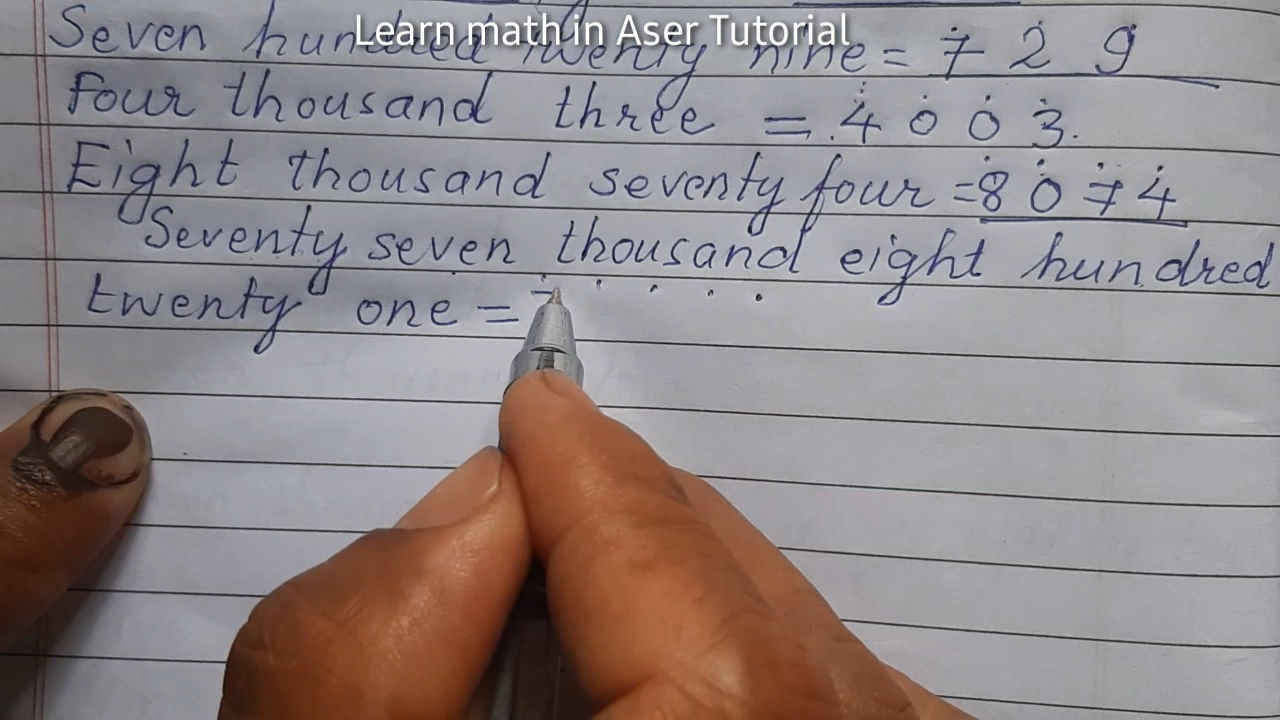 Learn math in Aser Tutorial
Seven hundred twenty nine = 7 2 9
four thousand three = 4 0 0 3.
Eight thousand seventy four = 8 0 7 4
Seventy seven thousand eight hundred
twenty one =